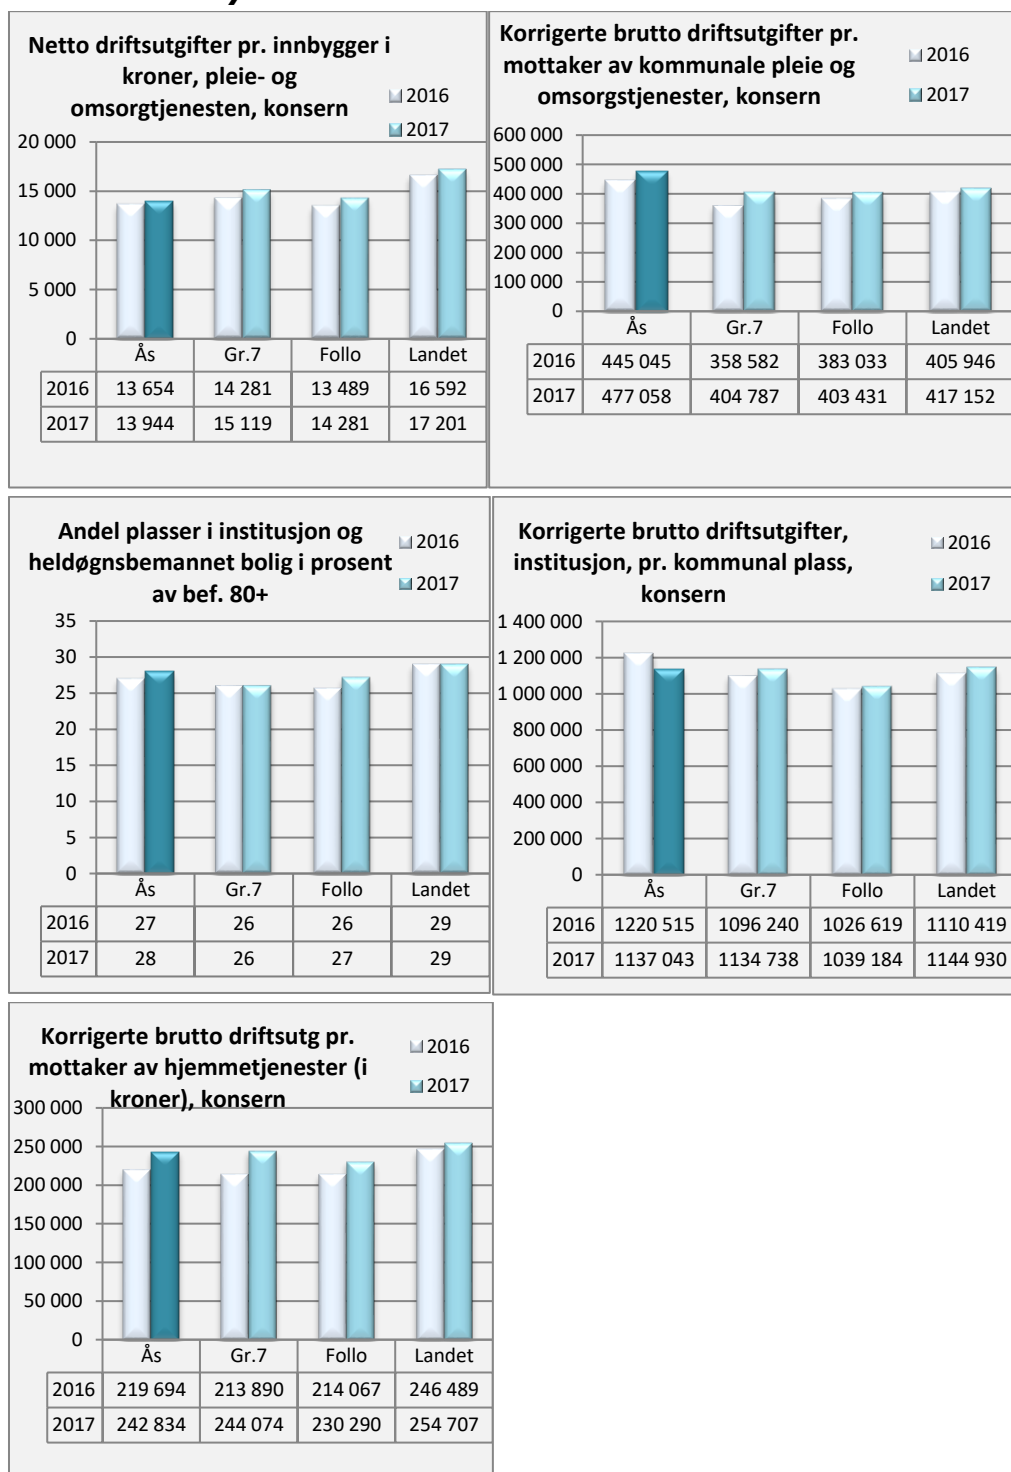 Netto driftsutgifter pr. innbygger i
kroner, pleie- og
omsorgtjenesten, konsern
2016
2017
20 000
15 000
10 000
5 000
0
Ås Gr.7 Follo Landet
2016 13 654 14 281 13 489 16 592
2017 13 944 15 119 14 281 17 201
Korrigerte brutto driftsutgifter pr.
mottaker av kommunale pleie og
omsorgstjenester, konsern
2016
2017
600 000
500 000
400 000
300 000
200 000
100 000
0
Ås Gr.7 Follo Landet
2016 445 045 358 582 383 033 405 946
2017 477 058 404 787 403 431 417 152
Andel plasser i institusjon og
heldøgnsbemannet bolig i prosent
av bef. 80+
2016
2017
35
30
25
20
15
10
5
0
Ås Gr.7 Follo Landet
2016 27 26 26 29
2017 28 26 27 29
Korrigerte brutto driftsutgifter,
institusjon, pr. kommunal plass,
konsern
2016
2017
1 400 000
1 200 000
1 000 000
800 000
600 000
400 000
200 000
0
Ås Gr.7 Follo Landet
2016 1220 515 1096 240 1026 619 1110 419
2017 1137 043 1134 738 1039 184 1144 930
Korrigerte brutto driftsutg pr.
mottaker av hjemmetjenester (i
kroner), konsern
2016
2017
300 000
250 000
200 000
150 000
100 000
50 000
0
Ås Gr.7 Follo Landet
2016 219 694 213 890 214 067 246 489
2017 242 834 244 074 230 290 254 707